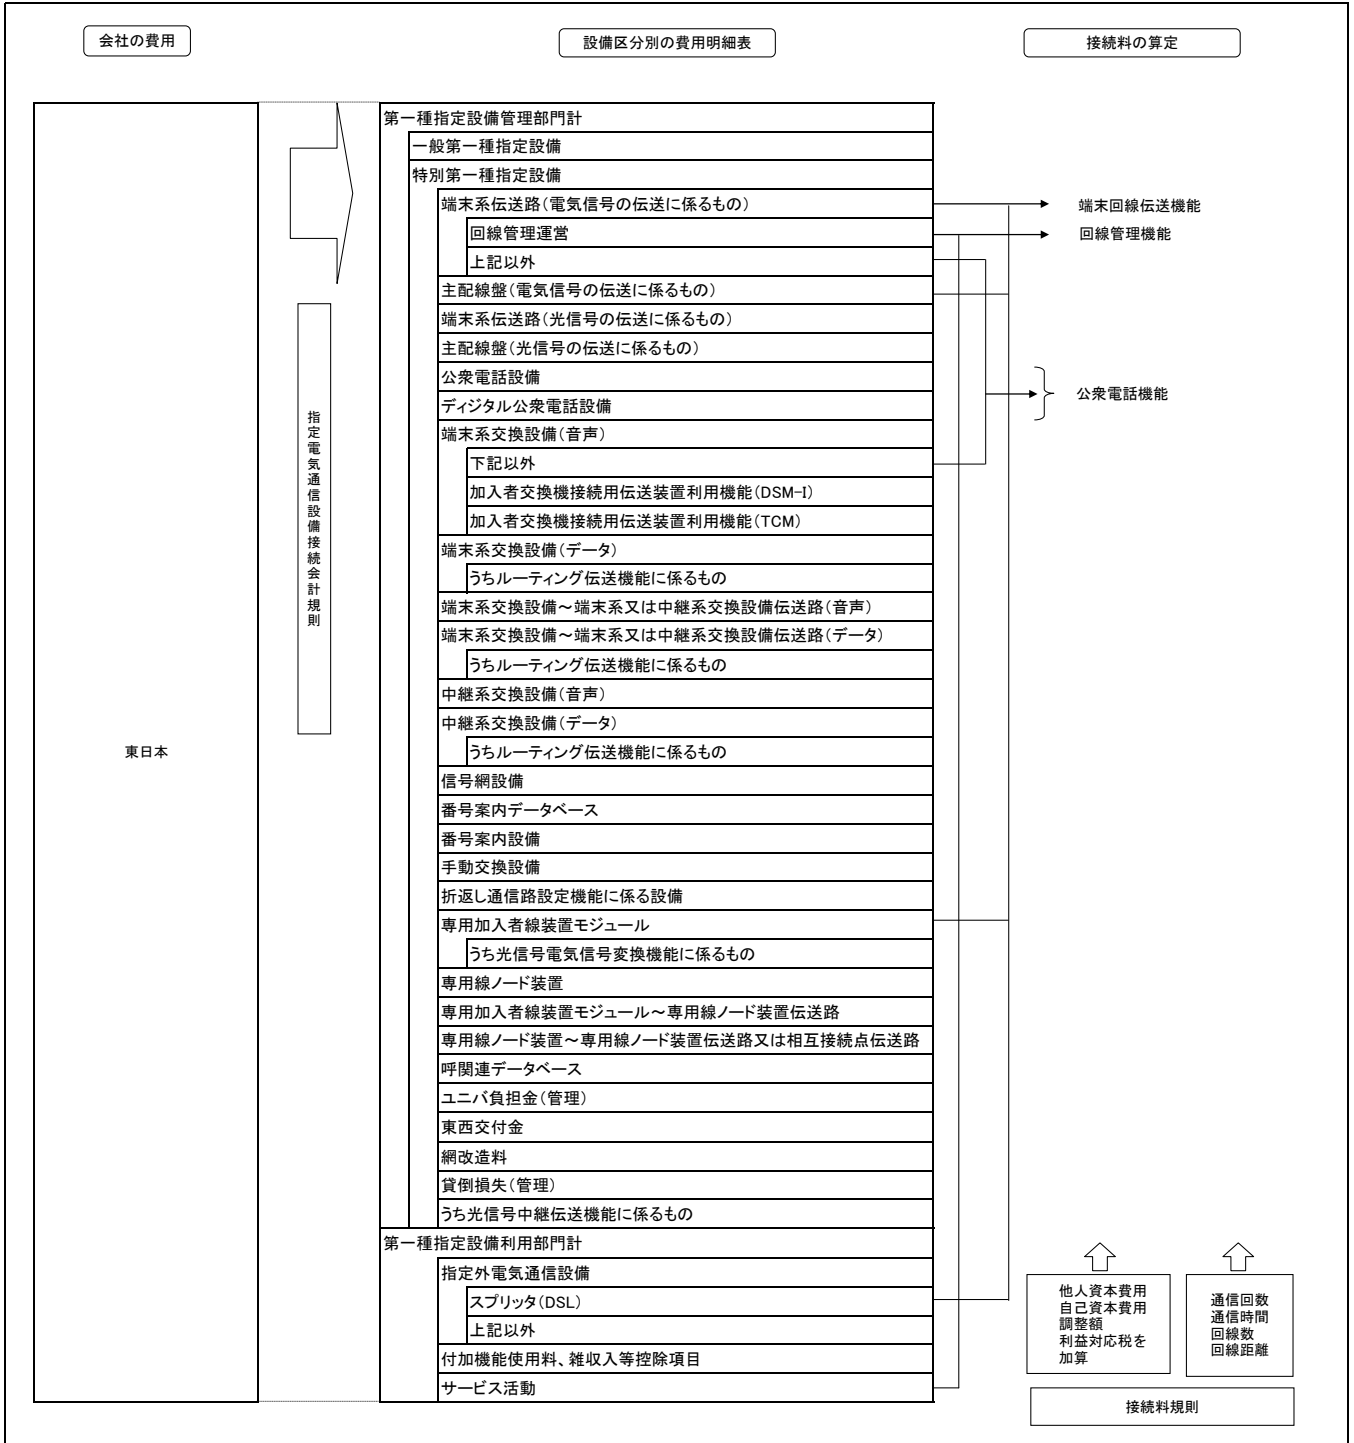 会社の費用
設備区分別の費用明細表
接続料の算定
東日本
指定電気通信設備接続会計規則
第一種指定設備管理部門計
一般第一種指定設備
特別第一種指定設備
端末系伝送路(電気信号の伝送に係るもの)
回線管理運営
上記以外
主配線盤(電気信号の伝送に係るもの)
端末系伝送路(光信号の伝送に係るもの)
主配線盤(光信号の伝送に係るもの)
公衆電話設備
ディジタル公衆電話設備
端末系交換設備(音声)
下記以外
加入者交換機接続用伝送装置利用機能(DSM-I)
加入者交換機接続用伝送装置利用機能(TCM)
端末系交換設備(データ)
うちルーティング伝送機能に係るもの
端末系交換設備~端末系又は中継系交換設備伝送路(音声)
端末系交換設備~端末系又は中継系交換設備伝送路(データ)
うちルーティング伝送機能に係るもの
中継系交換設備(音声)
中継系交換設備(データ)
うちルーティング伝送機能に係るもの
信号網設備
番号案内データベース
番号案内設備
手動交換設備
折返し通信路設定機能に係る設備
専用加入者線装置モジュール
うち光信号電気信号変換機能に係るもの
専用線ノード装置
専用加入者線装置モジュール~専用線ノード装置伝送路
専用線ノード装置~専用線ノード装置伝送路又は相互接続点伝送路
呼関連データベース
ユニバ負担金(管理)
東西交付金
網改造料
貸倒損失(管理)
うち光信号中継伝送機能に係るもの
第一種指定設備利用部門計
指定外電気通信設備
スプリッタ(DSL)
上記以外
付加機能使用料、雑収入等控除項目
サービス活動
端末回線伝送機能
回線管理機能
公衆電話機能
他人資本費用
自己資本費用
調整額
利益対応税を
加算
通信回数
通信時間
回線数
回線距離
接続料規則